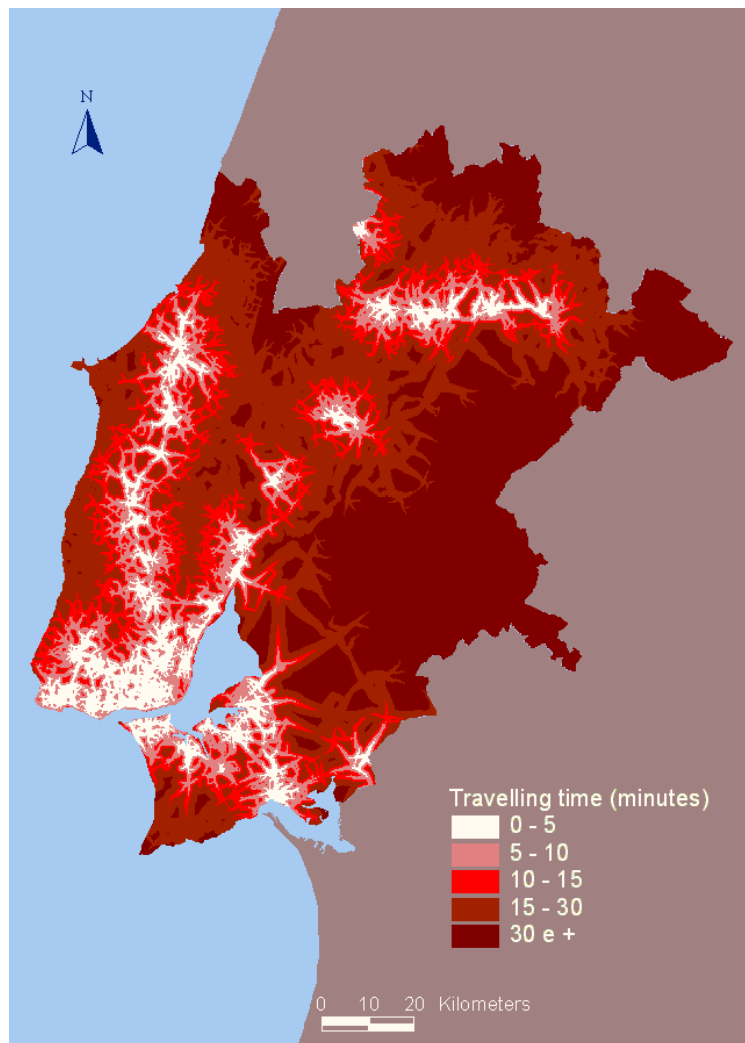 N
Travelling time (minutes)
0 - 5
5 - 10
10 - 15
15 - 30
30 e +
0 10 20 Kilometers